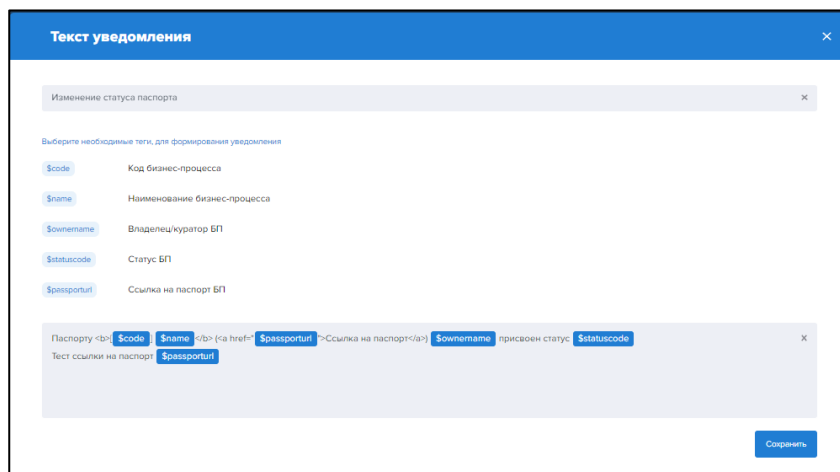 Текст уведомления
Изменение статуса паспорта
Выберите необходимые теги, для формирования уведомления
$code Код бизнес-процесса
$name Наименование бизнес-процесса
$ownername Владелец/куратор БП
$statuscode Статус БП
$passporturl Ссылка на паспорт БП
Паспорту <b>[ $code ] $name </b> (<a href=" $passporturl ">Ссылка на паспорт</a>) $ownername присвоен статус $statuscode
Тест ссылки на паспорт $passporturl
Сохранить